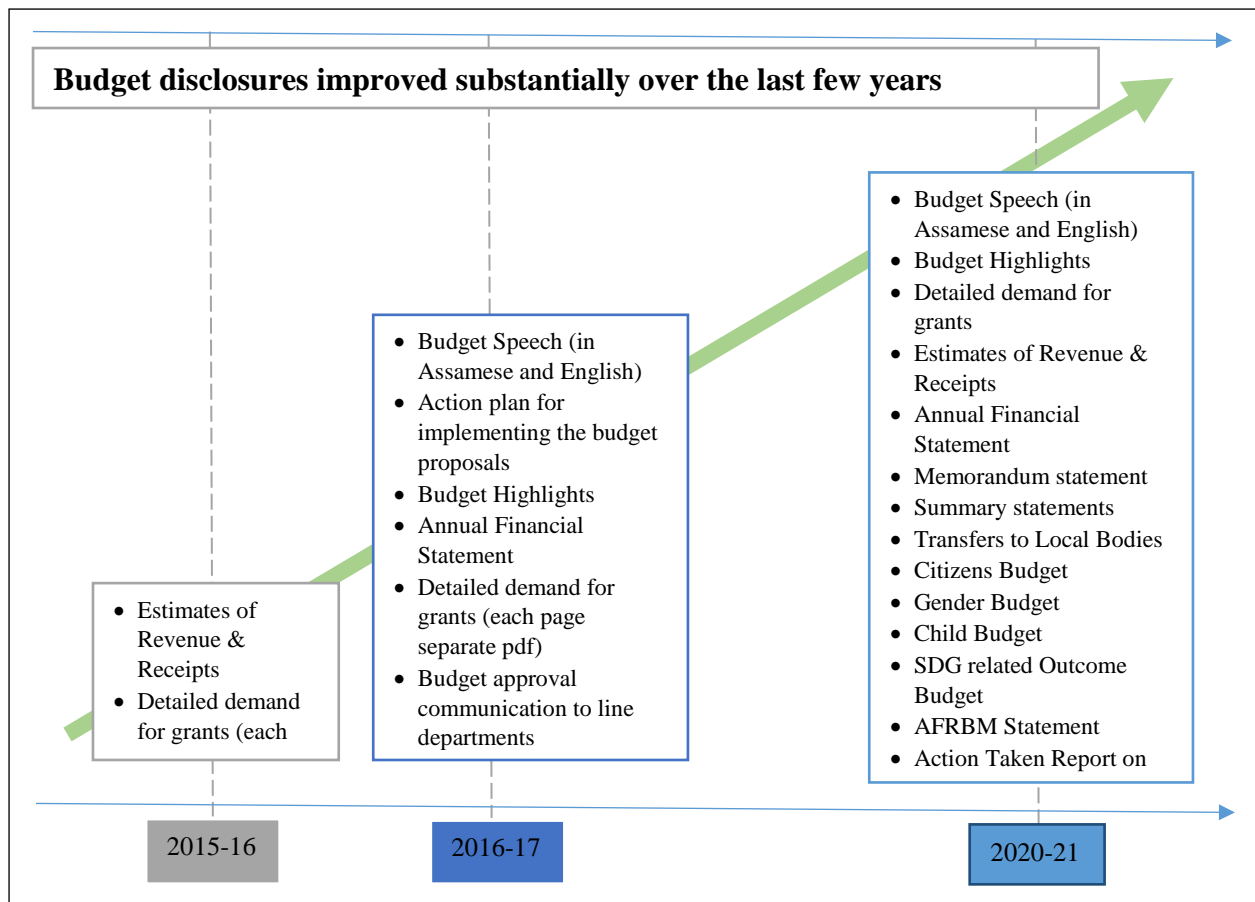 Budget disclosures improved substantially over the last few years
• Estimates of
Revenue &
Receipts
• Detailed demand
for grants (each
• Budget Speech (in
Assamese and English)
• Action plan for
implementing the budget
proposals
• Budget Highlights
• Annual Financial
Statement
• Detailed demand for
grants (each page
separate pdf)
• Budget approval
communication to line
departments
• Budget Speech (in
Assamese and English)
• Budget Highlights
• Detailed demand for
grants
• Estimates of Revenue &
Receipts
• Annual Financial
Statement
• Memorandum statement
• Summary statements
• Transfers to Local Bodies
• Citizens Budget
• Gender Budget
• Child Budget
• SDG related Outcome
Budget
• AFRBM Statement
• Action Taken Report on
2015-16
2016-17
2020-21